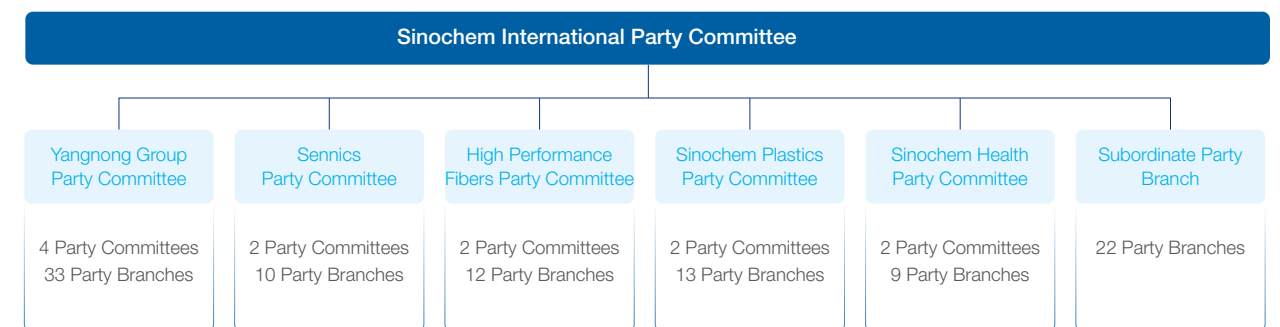 Sinochem International Party Committee
Yangnong Group
Party Committee
4 Party Committees
33 Party Branches
Sennics
Party Committee
2 Party Committees
10 Party Branches
High Performance
Fibers Party Committee
2 Party Committees
12 Party Branches
Sinochem Plastics
Party Committee
2 Party Committees
13 Party Branches
Sinochem Health
Party Committee
2 Party Committees
9 Party Branches
Subordinate Party
Branch
22 Party Branches